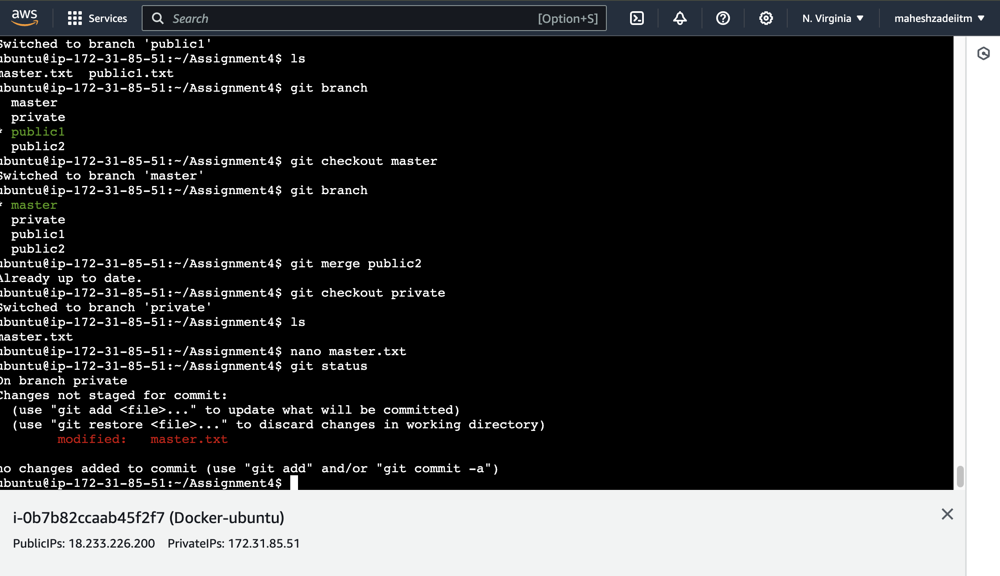 aws
Services
Search
[Option+S]
N. Virginia
maheshzadeiitm
Switched to branch 'public1'
ubuntu@ip-172-31-85-51:~/Assignment4$ ls
master.txt  public1.txt
ubuntu@ip-172-31-85-51:~/Assignment4$ git branch
  master
  private
* public1
  public2
ubuntu@ip-172-31-85-51:~/Assignment4$ git checkout master
Switched to branch 'master'
ubuntu@ip-172-31-85-51:~/Assignment4$ git branch
* master
  private
  public1
  public2
ubuntu@ip-172-31-85-51:~/Assignment4$ git merge public2
Already up to date.
ubuntu@ip-172-31-85-51:~/Assignment4$ git checkout private
Switched to branch 'private'
ubuntu@ip-172-31-85-51:~/Assignment4$ ls
master.txt
ubuntu@ip-172-31-85-51:~/Assignment4$ nano master.txt
ubuntu@ip-172-31-85-51:~/Assignment4$ git status
On branch private
Changes not staged for commit:
  (use "git add <file>..." to update what will be committed)
  (use "git restore <file>..." to discard changes in working directory)
        modified:   master.txt
no changes added to commit (use "git add" and/or "git commit -a")
ubuntu@ip-172-31-85-51:~/Assignment4$
i-0b7b82ccaab45f2f7 (Docker-ubuntu)
PublicIPs: 18.233.226.200    PrivateIPs: 172.31.85.51